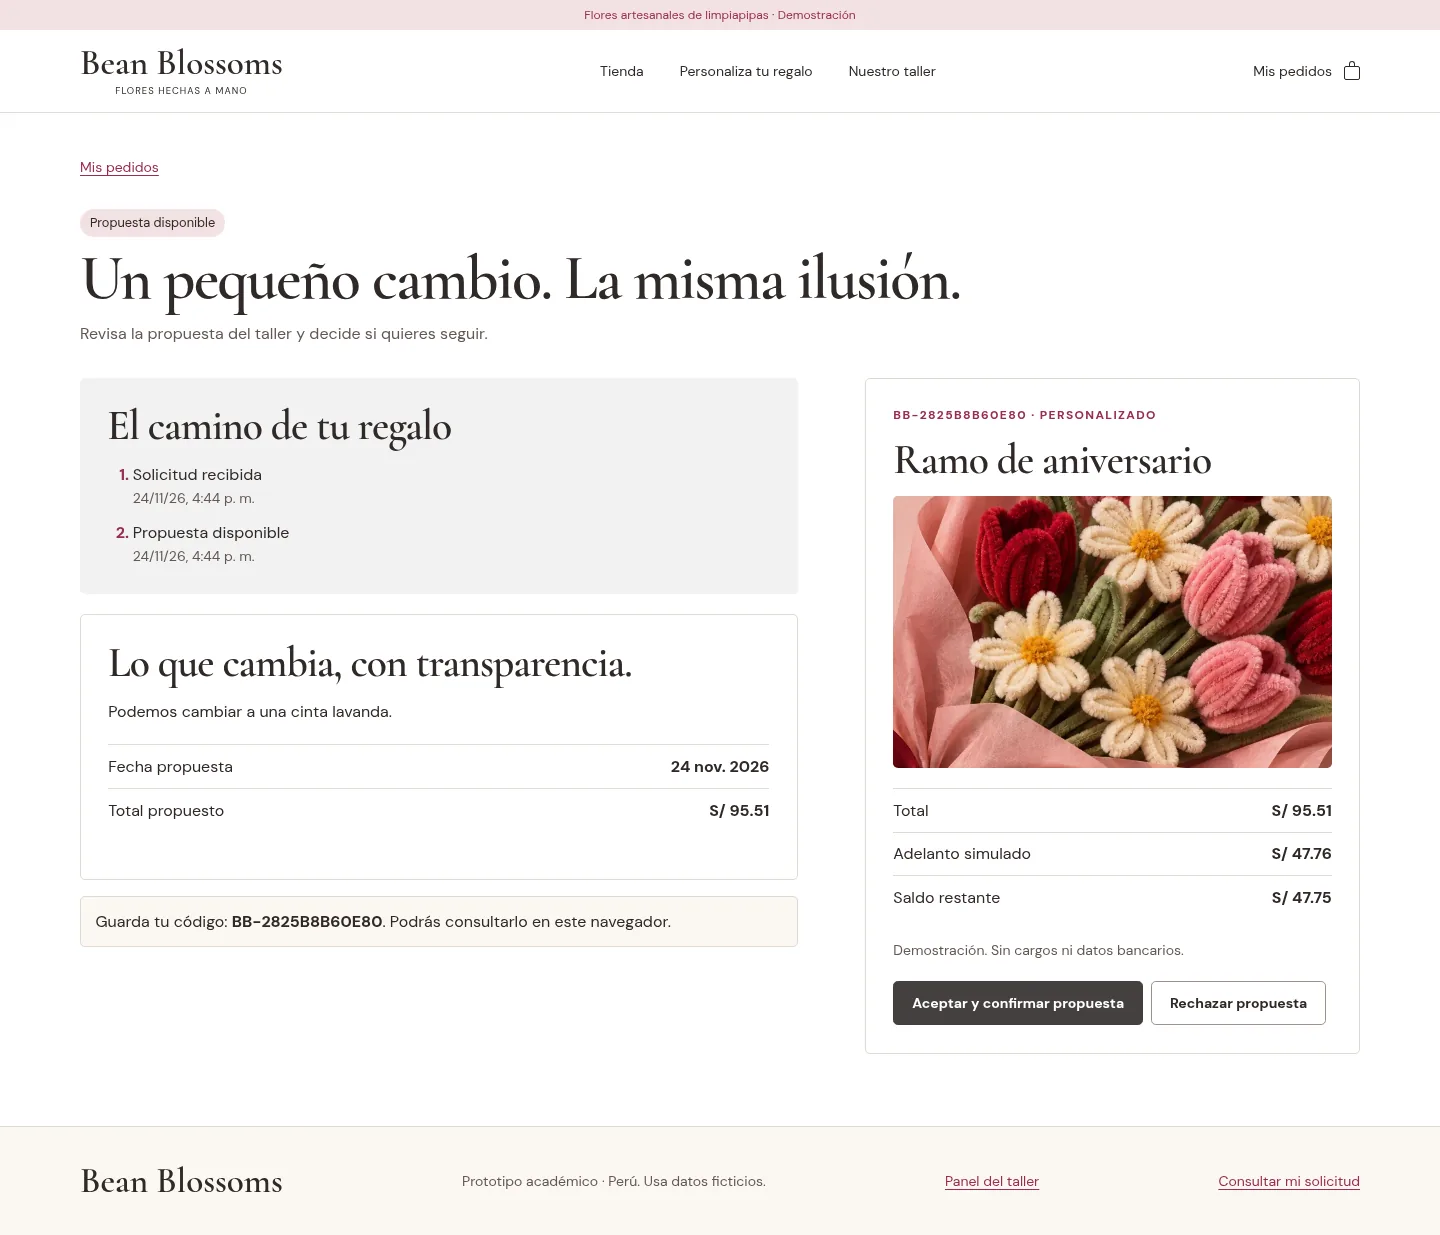 Flores artesanales de limpiapipas · Demostración
Bean Blossoms
FLORES HECHAS A MANO
Tienda
Personaliza tu regalo
Nuestro taller
Mis pedidos
Mis pedidos
Propuesta disponible
Un pequeño cambio. La misma ilusión.
Revisa la propuesta del taller y decide si quieres seguir.
El camino de tu regalo
1. Solicitud recibida
24/11/26, 4:44 p. m.
2. Propuesta disponible
24/11/26, 4:44 p. m.
Lo que cambia, con transparencia.
Podemos cambiar a una cinta lavanda.
Fecha propuesta 24 nov. 2026
Total propuesto S/ 95.51
Guarda tu código: BB-2825B8B60E80. Podrás consultarlo en este navegador.
BB-2825B8B60E80 · PERSONALIZADO
Ramo de aniversario
Total S/ 95.51
Adelanto simulado S/ 47.76
Saldo restante S/ 47.75
Demostración. Sin cargos ni datos bancarios.
Aceptar y confirmar propuesta
Rechazar propuesta
Bean Blossoms
Prototipo académico · Perú. Usa datos ficticios.
Panel del taller
Consultar mi solicitud